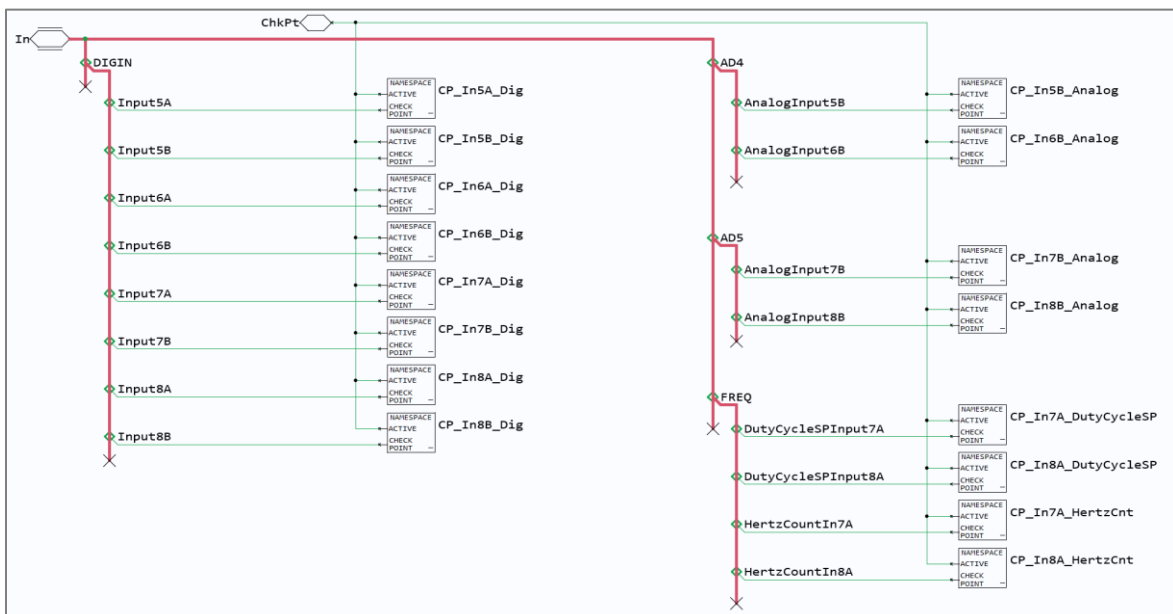 ChkPt
In
DIGIN
Input5A
NAMESPACE
ACTIVE
CHECK
POINT
CP_In5A_Dig
Input5B
NAMESPACE
ACTIVE
CHECK
POINT
CP_In5B_Dig
Input6A
NAMESPACE
ACTIVE
CHECK
POINT
CP_In6A_Dig
Input6B
NAMESPACE
ACTIVE
CHECK
POINT
CP_In6B_Dig
Input7A
NAMESPACE
ACTIVE
CHECK
POINT
CP_In7A_Dig
Input7B
NAMESPACE
ACTIVE
CHECK
POINT
CP_In7B_Dig
Input8A
NAMESPACE
ACTIVE
CHECK
POINT
CP_In8A_Dig
Input8B
NAMESPACE
ACTIVE
CHECK
POINT
CP_In8B_Dig
AD4
AnalogInput5B
NAMESPACE
ACTIVE
CHECK
POINT
CP_In5B_Analog
AnalogInput6B
NAMESPACE
ACTIVE
CHECK
POINT
CP_In6B_Analog
AD5
AnalogInput7B
NAMESPACE
ACTIVE
CHECK
POINT
CP_In7B_Analog
AnalogInput8B
NAMESPACE
ACTIVE
CHECK
POINT
CP_In8B_Analog
FREQ
DutyCycleSPInput7A
NAMESPACE
ACTIVE
CHECK
POINT
CP_In7A_DutyCycleSP
DutyCycleSPInput8A
NAMESPACE
ACTIVE
CHECK
POINT
CP_In8A_DutyCycleSP
HertzCountIn7A
NAMESPACE
ACTIVE
CHECK
POINT
CP_In7A_HertzCnt
HertzCountIn8A
NAMESPACE
ACTIVE
CHECK
POINT
CP_In8A_HertzCnt